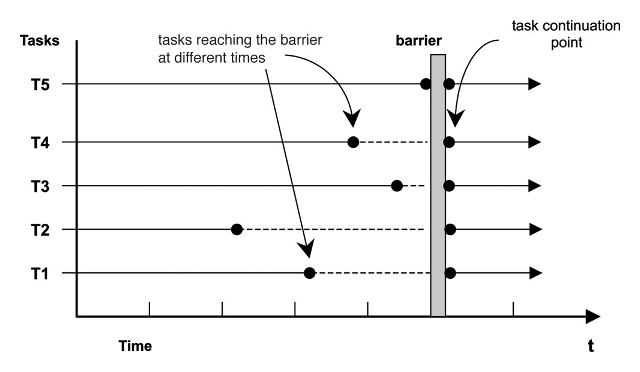 Tasks
tasks reaching the barrier
at different times
barrier
task continuation
point
T5
T4
T3
T2
T1
Time
t